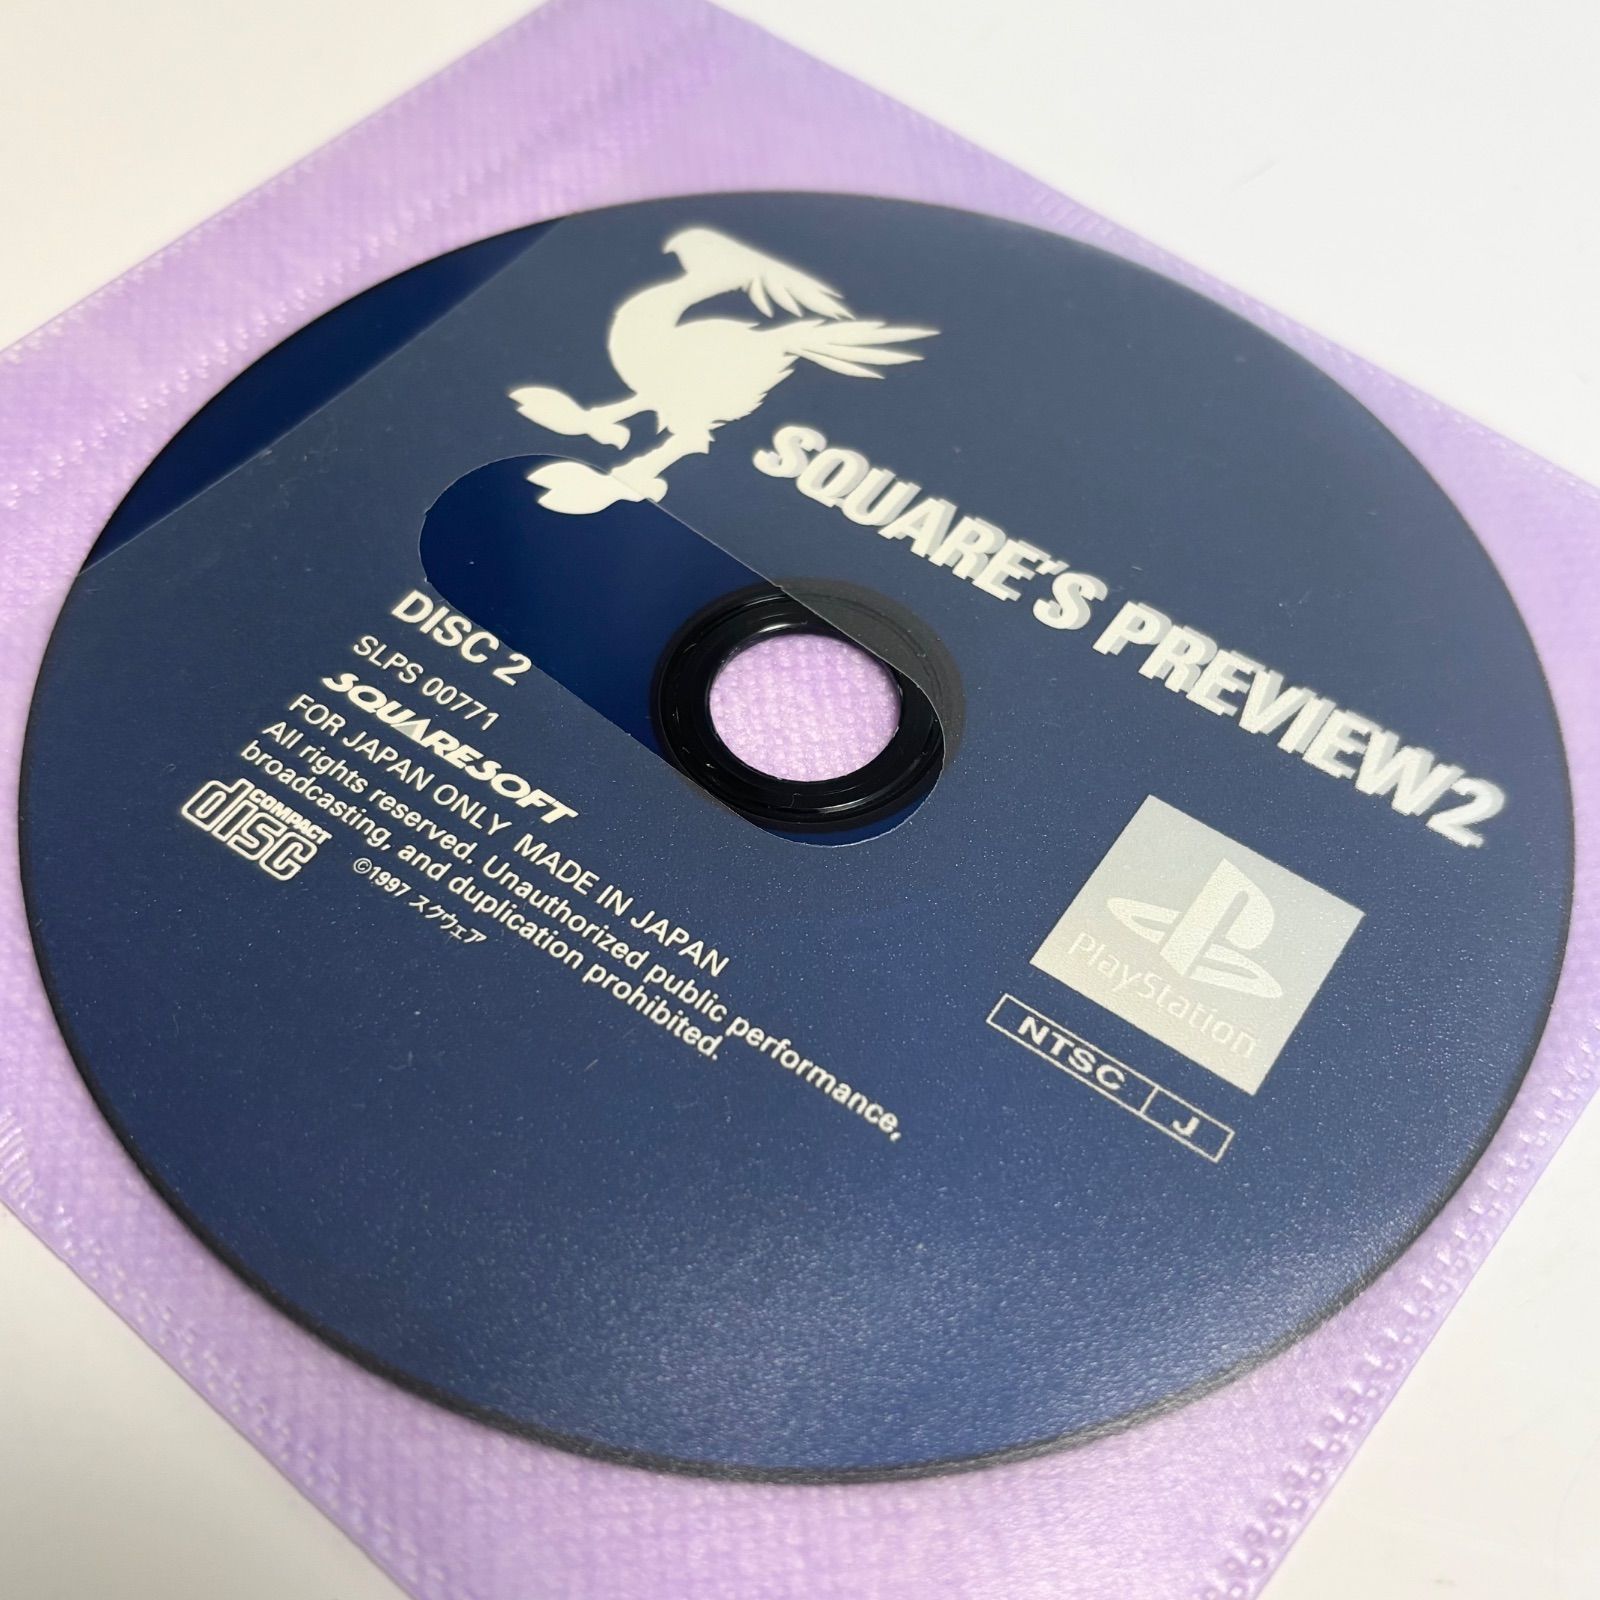 SQUARE'S PREVIEW2
DISC 2
SLPS 00771
SQUARESOFT
FOR JAPAN ONLY MADE IN JAPAN
All rights reserved. Unauthorized public performance,
broadcasting, and duplication prohibited.
COMPACT
disc
©1997 スクウェア
PlayStation
NTSC J